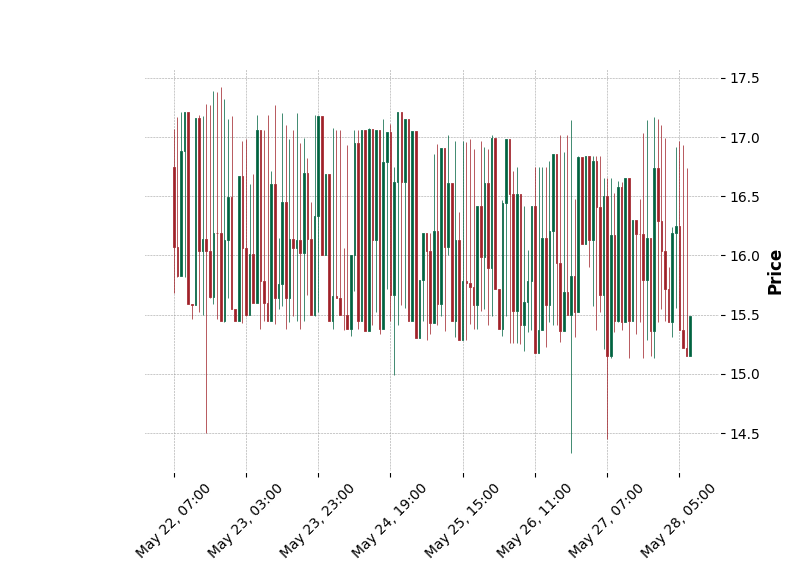 17.5
17.0
16.5
16.0
15.5
15.0
14.5
Price
May 22, 07:00
May 23, 03:00
May 23, 23:00
May 24, 19:00
May 25, 15:00
May 26, 11:00
May 27, 07:00
May 28, 05:00